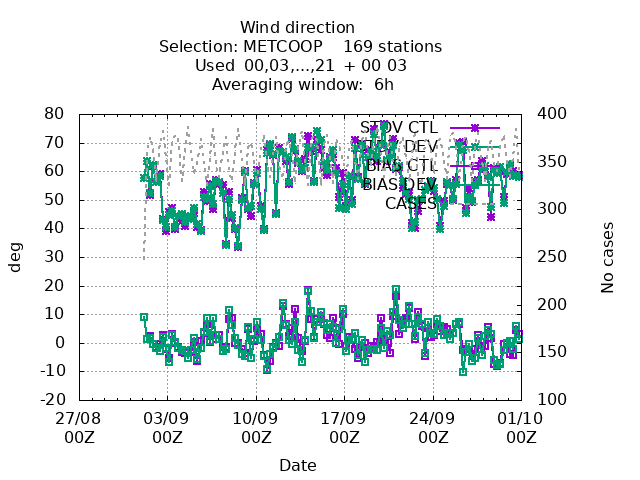 Wind direction
Selection: METCOOP 169 stations
Used 00,03,...,21 + 00 03
Averaging window: 6h
80
70
60
50
40
30
20
10
0
-10
-20
deg
400
350
300
250
200
150
100
No cases
STDV CTL
STDV DEV
BIAS CTL
BIAS DEV
CASES
27/08 03/09 10/09 17/09 24/09 01/10
00Z 00Z 00Z 00Z 00Z 00Z
Date